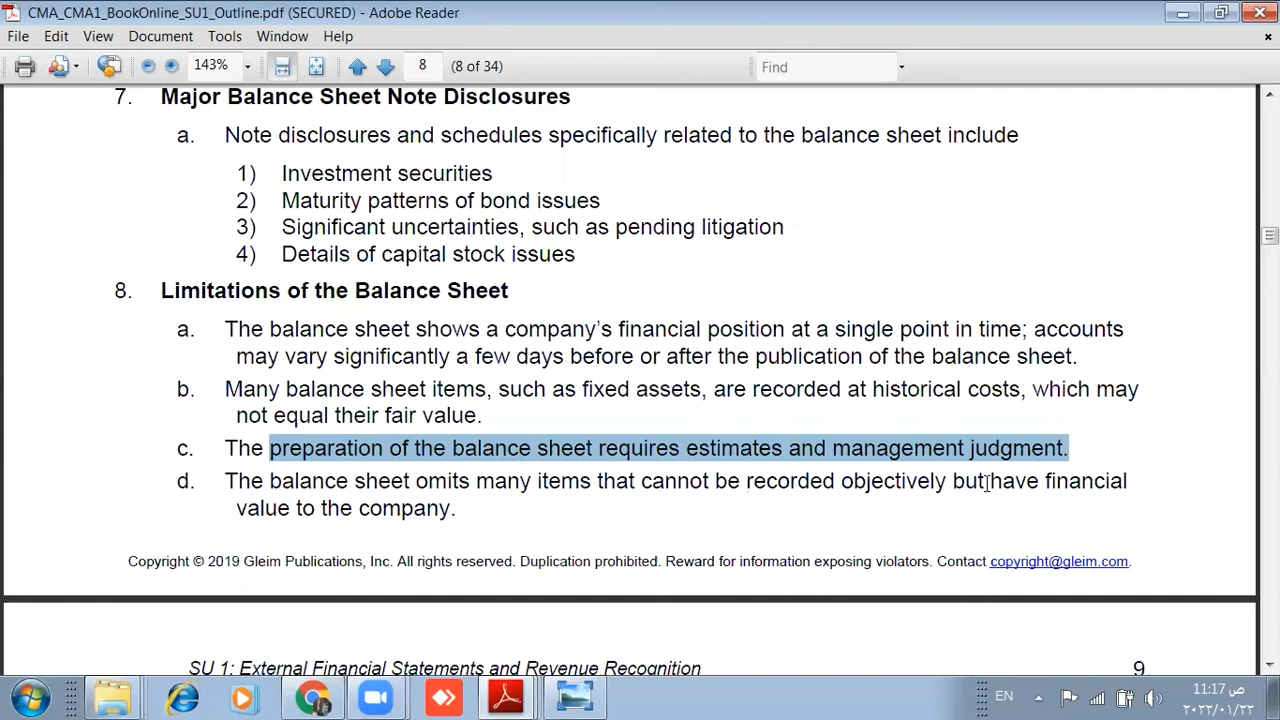 CMA_CMA1_BookOnline_SU1_Outline.pdf (SECURED) - Adobe Reader
File Edit View Document Tools Window Help
143% 8 (8 of 34) Find
7. Major Balance Sheet Note Disclosures
a. Note disclosures and schedules specifically related to the balance sheet include
1) Investment securities
2) Maturity patterns of bond issues
3) Significant uncertainties, such as pending litigation
4) Details of capital stock issues
8. Limitations of the Balance Sheet
a. The balance sheet shows a company's financial position at a single point in time; accounts
may vary significantly a few days before or after the publication of the balance sheet.
b. Many balance sheet items, such as fixed assets, are recorded at historical costs, which may
not equal their fair value.
c. The preparation of the balance sheet requires estimates and management judgment.
d. The balance sheet omits many items that cannot be recorded objectively but have financial
value to the company.
Copyright © 2019 Gleim Publications, Inc. All rights reserved. Duplication prohibited. Reward for information exposing violators. Contact copyright@gleim.com.
SU 1: External Financial Statements and Revenue Recognition 9
EN 11:17 ص
٢٠٢٢/٠١/٢٢